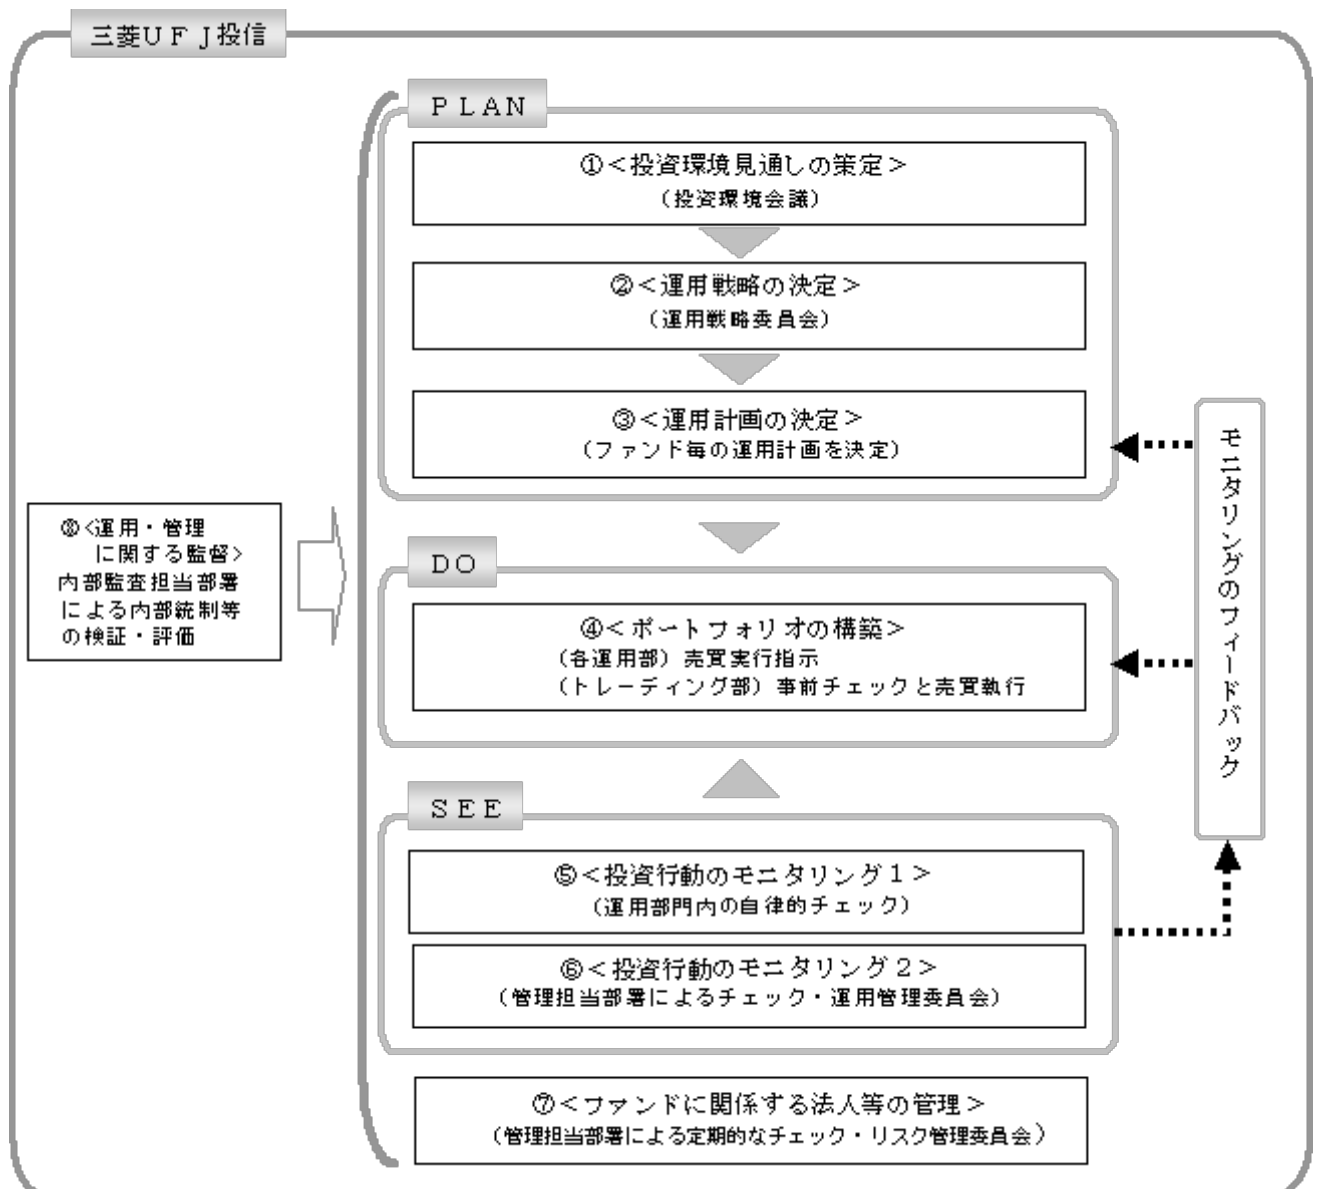 三菱ＵＦＪ投信
ＰＬＡＮ
①＜投資環境見通しの策定＞
（投資環境会議）
②＜運用戦略の決定＞
（運用戦略委員会）
③＜運用計画の決定＞
（ファンド毎の運用計画を決定）
モニタリングのフィードバック
⑧＜運用・管理
に関する監督＞
内部監査担当部署
による内部統制等
の検証・評価
ＤＯ
④＜ポートフォリオの構築＞
（各運用部）売買実行指示
（トレーディング部）事前チェックと売買執行
ＳＥＥ
⑤＜投資行動のモニタリング１＞
（運用部門内の自律的チェック）
⑥＜投資行動のモニタリング２＞
（管理担当部署によるチェック・運用管理委員会）
⑦＜ファンドに関係する法人等の管理＞
（管理担当部署による定期的なチェック・リスク管理委員会）